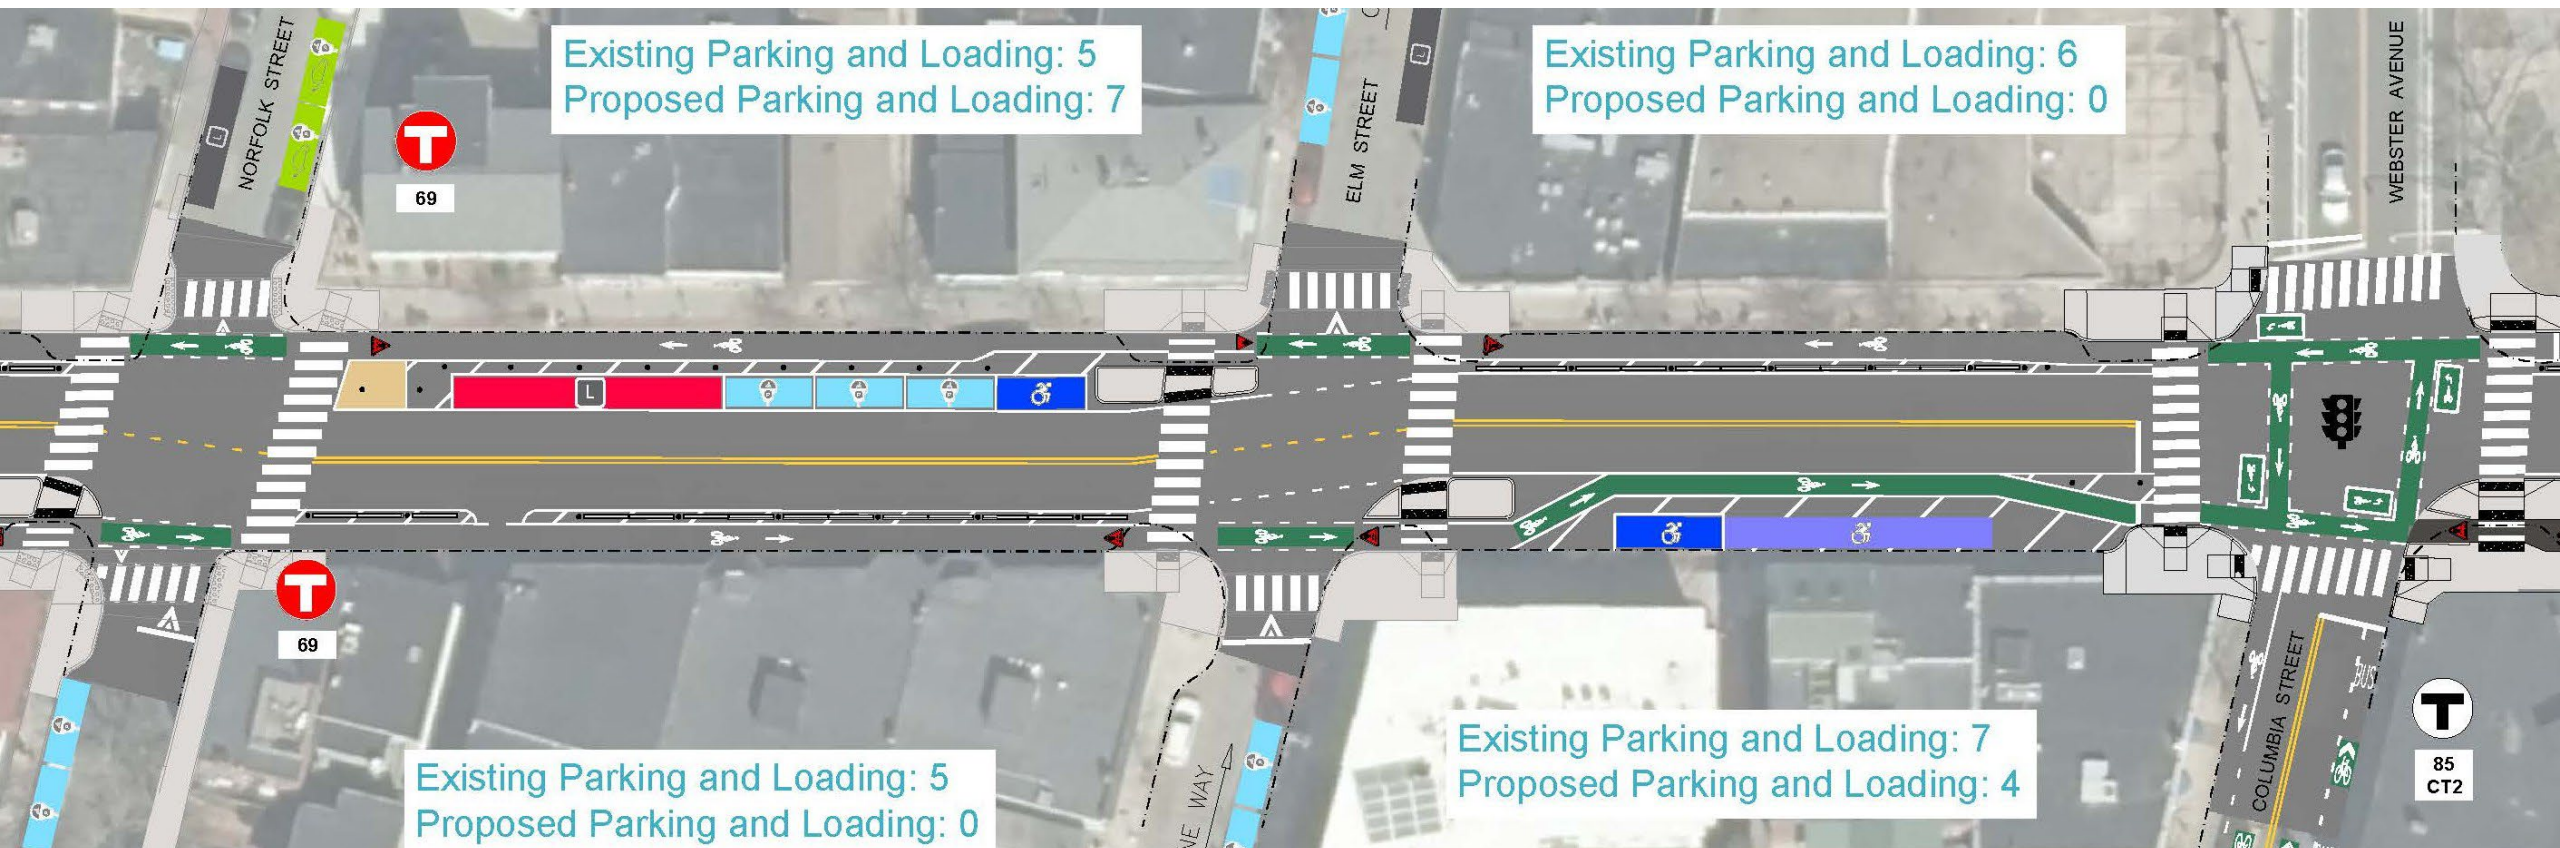 NORFOLK STREET
T
69
Existing Parking and Loading: 5
Proposed Parking and Loading: 7
L
L
ELM STREET
L
Existing Parking and Loading: 6
Proposed Parking and Loading: 0
WEBSTER AVENUE
T
69
Existing Parking and Loading: 5
Proposed Parking and Loading: 0
WAY
Existing Parking and Loading: 7
Proposed Parking and Loading: 4
COLUMBIA STREET
BUS
T
85
CT2